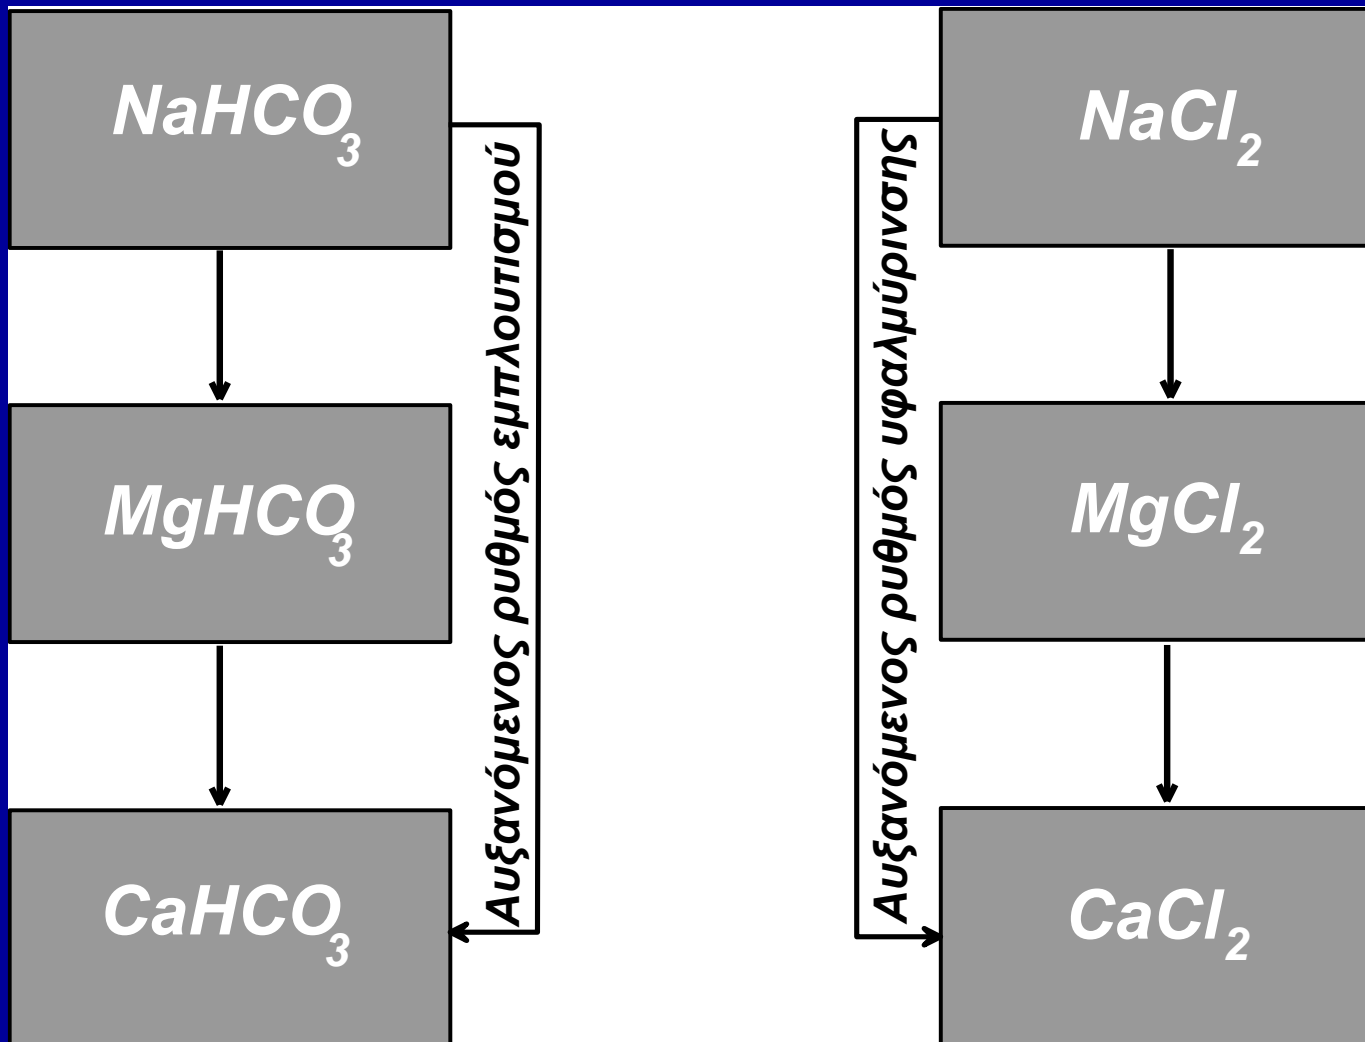 NaHCO3
MgHCO3
CaHCO3
Αυξανόμενος ρυθμός εμπλουτισμού
Αυξανόμενος ρυθμός υφαλμύρινσης
NaCl2
MgCl2
CaCl2